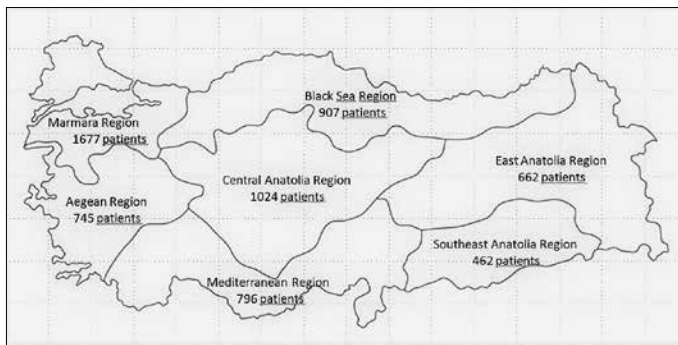 Black Sea Region
907 patients
Marmara Region
1677 patients
East Anatolia Region
662 patients
Central Anatolia Region
1024 patients
Aegean Region
745 patients
Southeast Anatolia Region
462 patients
Mediterranean Region
796 patients